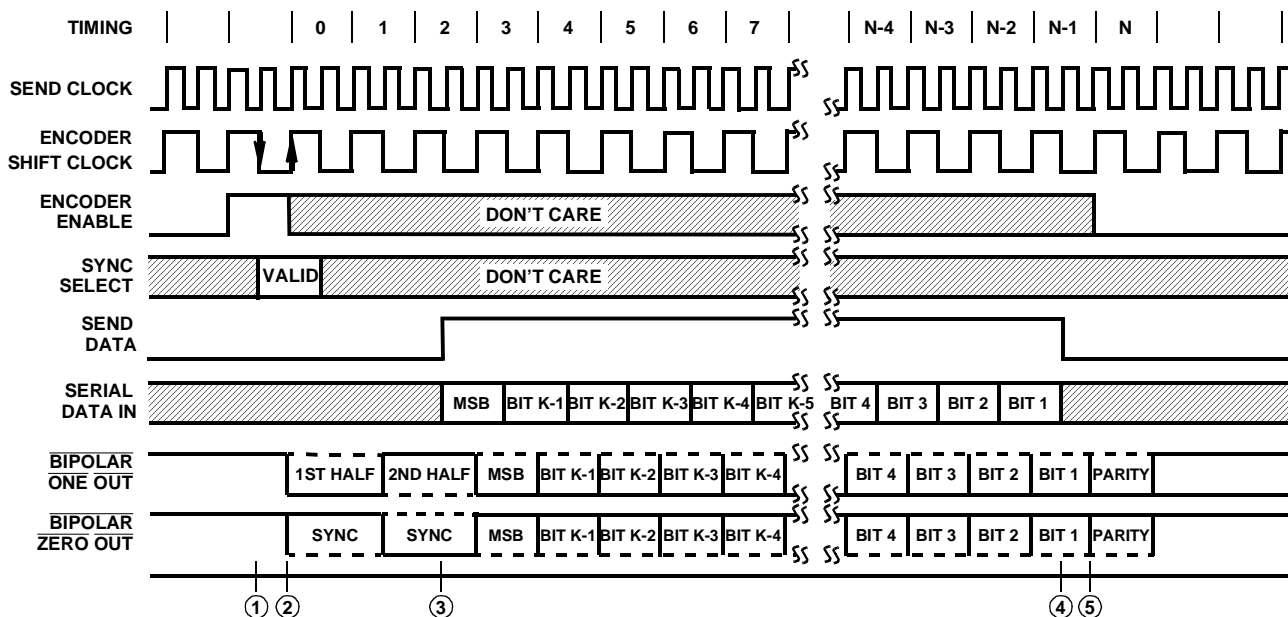 TIMING 0 1 2 3 4 5 6 7 N-4 N-3 N-2 N-1 N
SEND CLOCK
ENCODER
SHIFT CLOCK
ENCODER
ENABLE
DON'T CARE
SYNC
SELECT
VALID
DON'T CARE
SEND
DATA
SERIAL
DATA IN
MSB BIT K-1 BIT K-2 BIT K-3 BIT K-4 BIT K-5 BIT 4 BIT 3 BIT 2 BIT 1
BIPOLAR
ONE OUT
1ST HALF 2ND HALF MSB BIT K-1 BIT K-2 BIT K-3 BIT K-4 BIT 4 BIT 3 BIT 2 BIT 1 PARITY
BIPOLAR
ZERO OUT
SYNC SYNC MSB BIT K-1 BIT K-2 BIT K-3 BIT K-4 BIT 4 BIT 3 BIT 2 BIT 1 PARITY
1 2 3 4 5